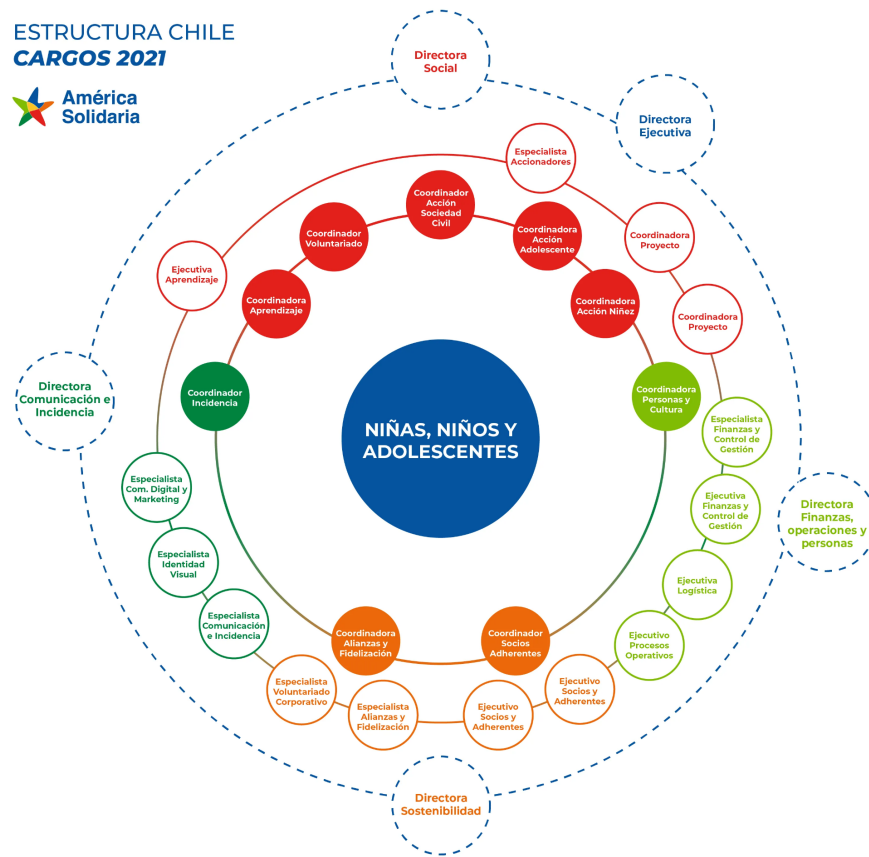 ESTRUCTURA CHILE
CARGOS 2021
América
Solidaria
Directora
Social
Directora
Ejecutiva
Especialista
Accionadores
Coordinador
Acción
Sociedad
Civil
Coordinador
Voluntariado
Coordinadora
Acción
Adolescente
Coordinadora
Proyecto
Ejecutiva
Aprendizaje
Coordinadora
Aprendizaje
Coordinadora
Acción Niñez
Coordinadora
Proyecto
Directora
Comunicación e
Incidencia
Coordinador
Incidencia
NIÑAS, NIÑOS Y
ADOLESCENTES
Coordinadora
Personas y
Cultura
Especialista
Finanzas y
Control de
Gestión
Especialista
Com. Digital y
Marketing
Ejecutiva
Finanzas y
Control de
Gestión
Directora
Finanzas,
operaciones y
personas
Especialista
Identidad
Visual
Ejecutiva
Logística
Especialista
Comunicación
e Incidencia
Coordinadora
Alianzas y
Fidelización
Coordinador
Socios
Adherentes
Ejecutivo
Procesos
Operativos
Especialista
Voluntariado
Corporativo
Especialista
Alianzas y
Fidelización
Ejecutivo
Socios y
Adherentes
Ejecutivo
Socios y
Adherentes
Directora
Sostenibilidad